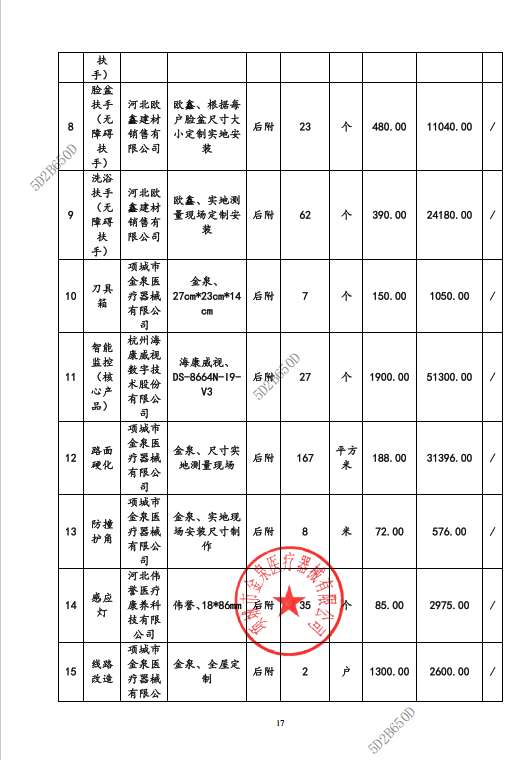 扶
手）
8 脸盆扶手（无障碍扶手） 河北欧鑫建材销售有限公司 欧鑫、根据每户脸盆尺寸大小定制实地安装 后附 23 个 480.00 11040.00 /
9 洗浴扶手（无障碍扶手） 河北欧鑫建材销售有限公司 欧鑫、实地测量现场定制安装 后附 62 个 390.00 24180.00 /
10 刀具箱 项城市金泉医疗器械有限公司 金泉、27cm*23cm*14cm 后附 7 个 150.00 1050.00 /
11 智能监控（核心产品） 杭州海康威视数字技术股份有限公司 海康威视、DS-8664N-I9-V3 后附 27 个 1900.00 51300.00 /
12 路面硬化 项城市金泉医疗器械有限公司 金泉、尺寸实地测量现场 后附 167 平方米 188.00 31396.00 /
13 防撞护角 项城市金泉医疗器械有限公司 金泉、实地现场安装尺寸制作 后附 8 米 72.00 576.00 /
14 感应灯 河北伟誉医疗康养科技有限公司 伟誉、18*86mm 后附 35 个 85.00 2975.00 /
15 线路改造 项城市金泉医疗器械有限公 金泉、全屋定制 后附 2 户 1300.00 2600.00 /
项城市金泉医疗器械有限公司
5D2B650D
5D2B650D
5D2B650D
17